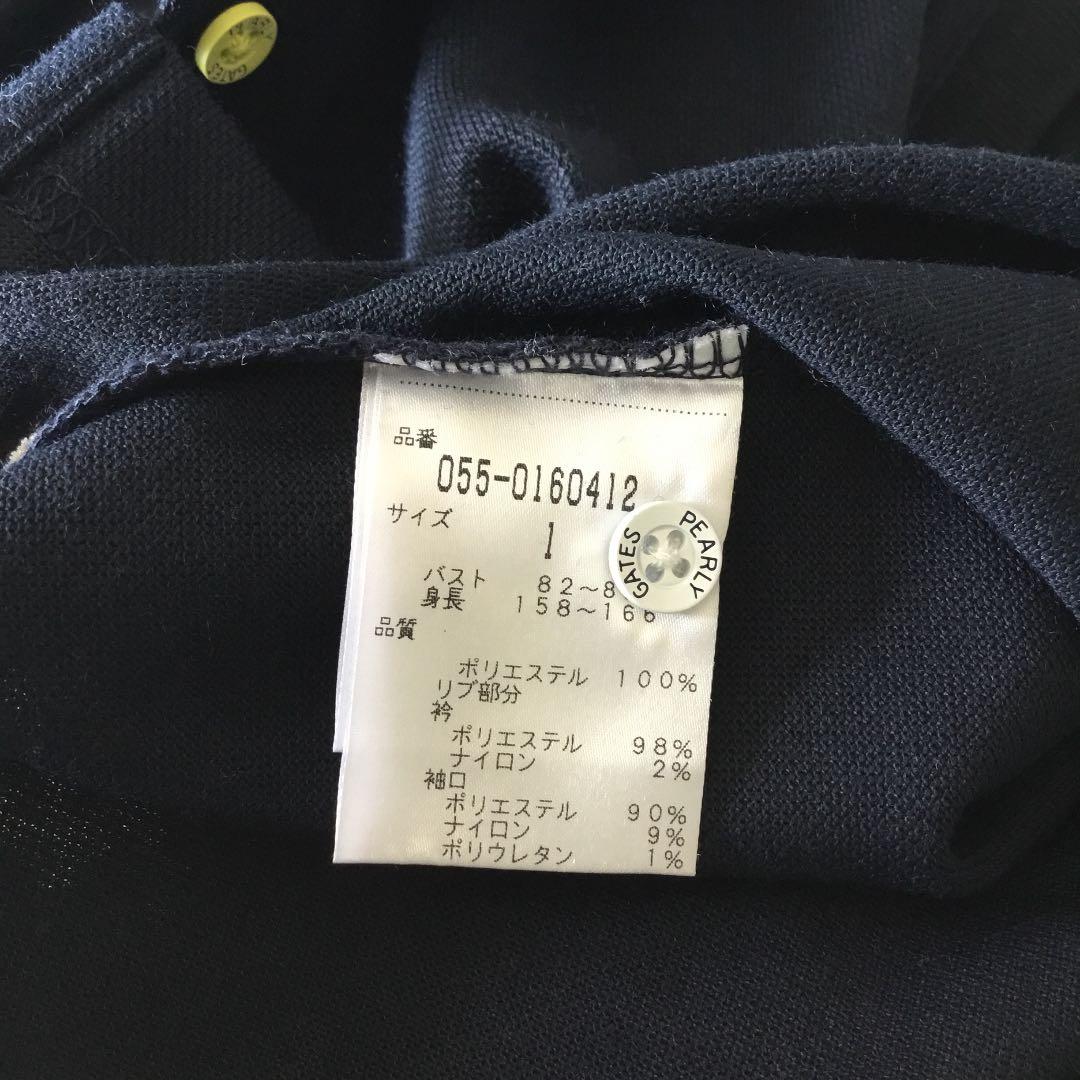 GATES
品番
055-0160412
サイズ
1
PEARLY GATES
バスト 82〜8
身長 158〜166
品質
ポリエステル 100%
リブ部分
衿
ポリエステル 98%
ナイロン 2%
袖口
ポリエステル 90%
ナイロン 9%
ポリウレタン 1%